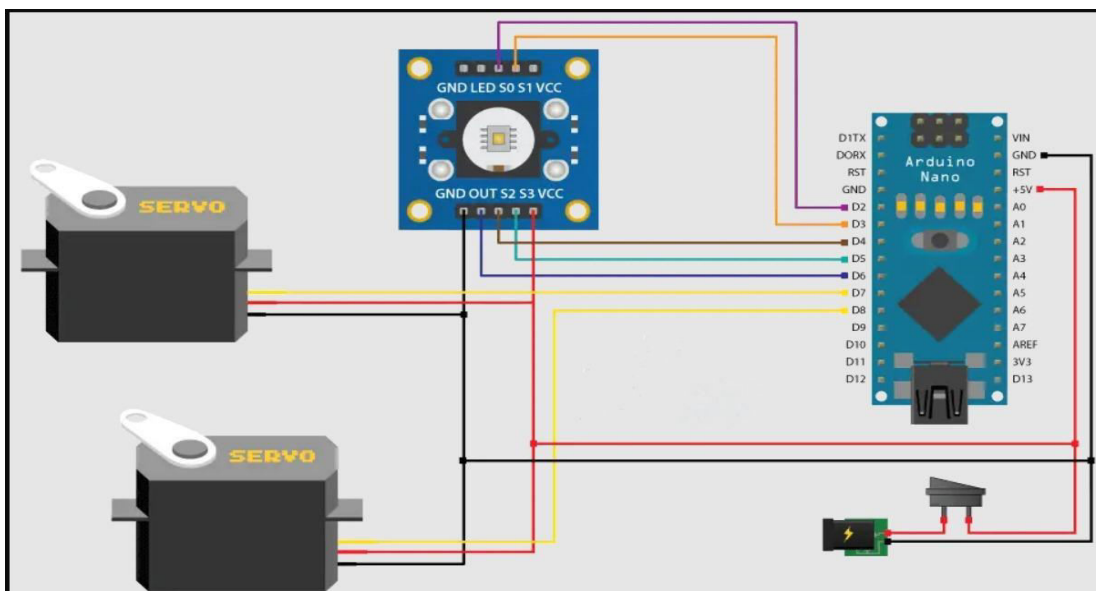 GND LED S0 S1 VCC
GND OUT S2 S3 VCC
SERVO
SERVO
Arduino
Nano
D1TX
DORX
RST
GND
D2
D3
D4
D5
D6
D7
D8
D9
D10
D11
D12
VIN
GND
RST
+5V
A0
A1
A2
A3
A4
A5
A6
A7
AREF
3V3
D13